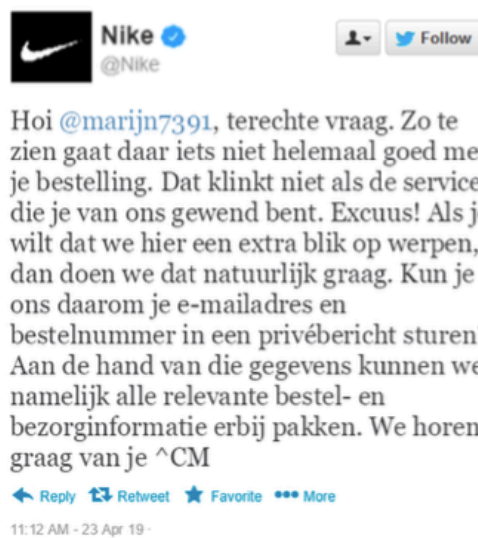 Nike
@Nike
Follow
Hoi @marijn7391, terechte vraag. Zo te
zien gaat daar iets niet helemaal goed me
je bestelling. Dat klinkt niet als de service
die je van ons gewend bent. Excuus! Als j
wilt dat we hier een extra blik op werpen,
dan doen we dat natuurlijk graag. Kun je
ons daarom je e-mailadres en
bestelnummer in een privébericht sturen
Aan de hand van die gegevens kunnen we
namelijk alle relevante bestel- en
bezorginformatie erbij pakken. We horen
graag van je ^CM
Reply Retweet Favorite More
11:12 AM - 23 Apr 19 ·